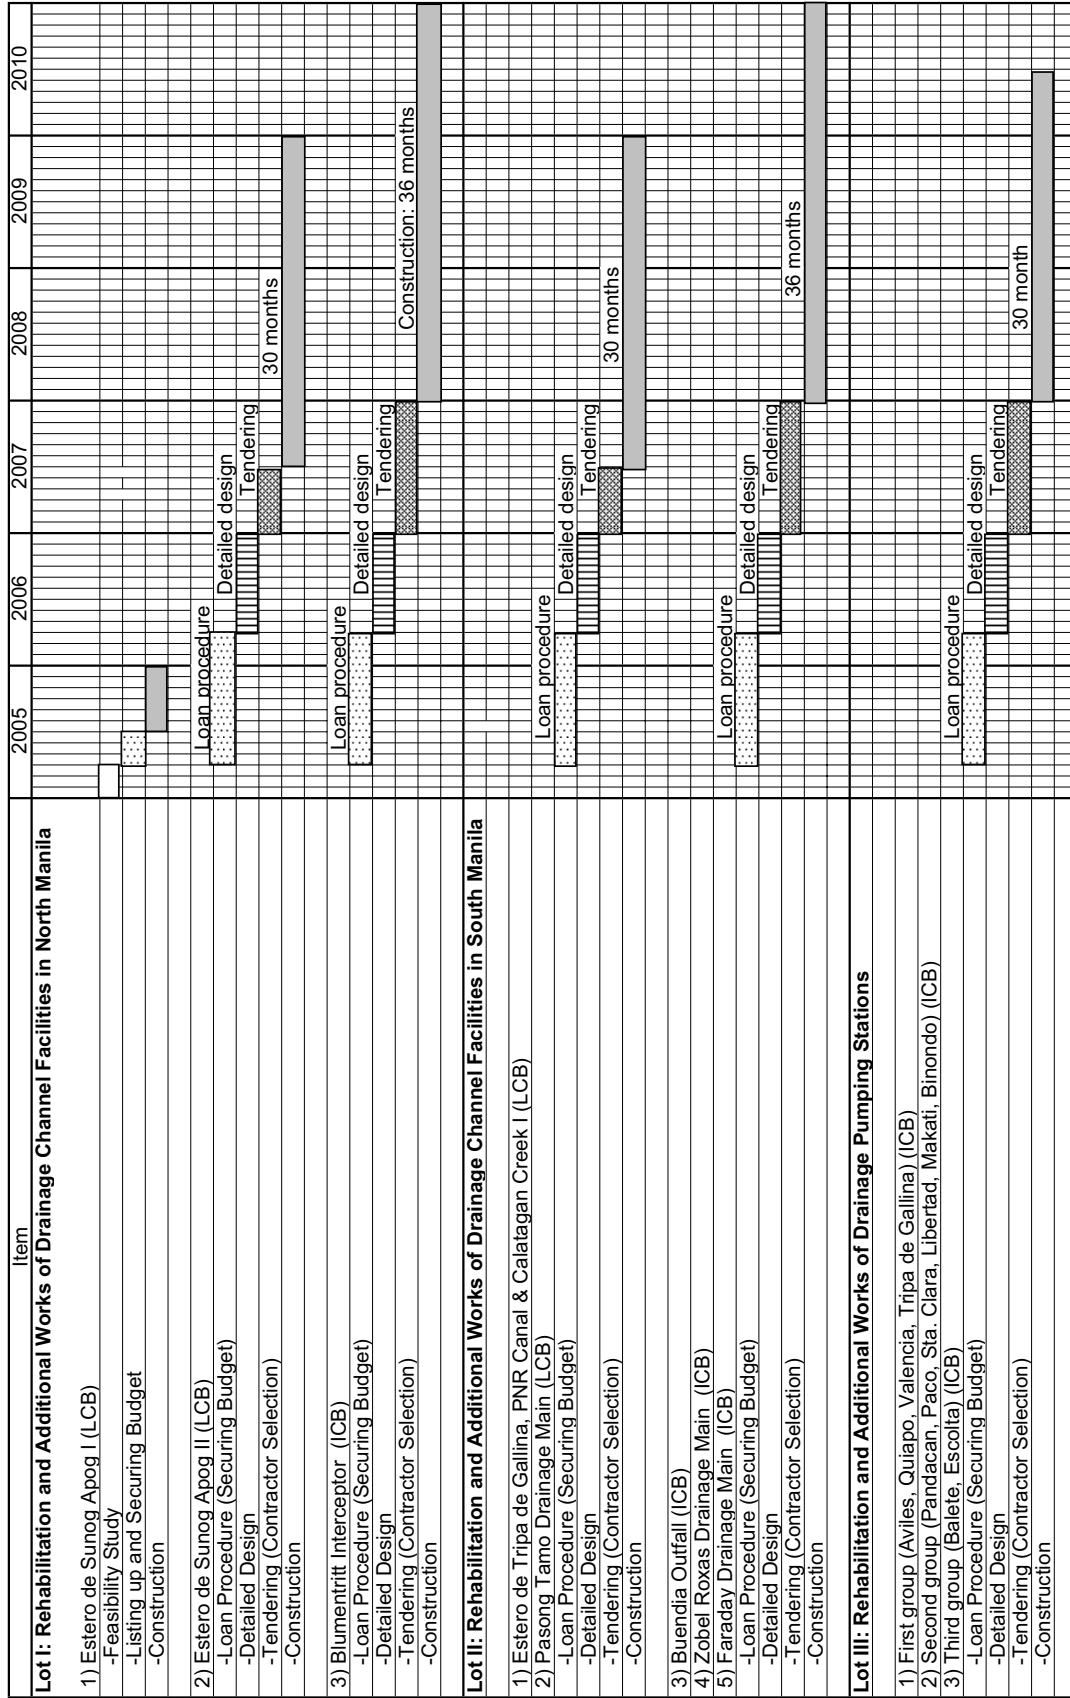 Item
2005
2006
2007
2008
2009
2010
Lot I: Rehabilitation and Additional Works of Drainage Channel Facilities in North Manila
1) Estero de Sunog Apog I (LCB)
-Feasibility Study
-Listing up and Securing Budget
-Construction
2) Estero de Sunog Apog II (LCB)
Loan procedure
-Loan Procedure (Securing Budget)
Detailed design
-Detailed Design
Tendering
-Tendering (Contractor Selection)
30 months
-Construction
3) Blumentritt Interceptor (ICB)
Loan procedure
-Loan Procedure (Securing Budget)
Detailed design
-Detailed Design
Tendering
-Tendering (Contractor Selection)
Construction: 36 months
-Construction
Lot II: Rehabilitation and Additional Works of Drainage Channel Facilities in South Manila
1) Estero de Tripa de Gallina, PNR Canal & Calatagan Creek I (LCB)
2) Pasong Tamo Drainage Main (LCB)
Loan procedure
-Loan Procedure (Securing Budget)
Detailed design
-Detailed Design
Tendering
-Tendering (Contractor Selection)
30 months
-Construction
3) Buendia Outfall (ICB)
4) Zobel Roxas Drainage Main (ICB)
5) Faraday Drainage Main (ICB)
Loan procedure
-Loan Procedure (Securing Budget)
Detailed design
-Detailed Design
Tendering
-Tendering (Contractor Selection)
36 months
-Construction
Lot III: Rehabilitation and Additional Works of Drainage Pumping Stations
1) First group (Aviles, Quiapo, Valencia, Tripa de Gallina) (ICB)
2) Second group (Pandacan, Paco, Sta. Clara, Libertad, Makati, Binondo) (ICB)
3) Third group (Balete, Escolta) (ICB)
Loan procedure
-Loan Procedure (Securing Budget)
Detailed design
-Detailed Design
Tendering
-Tendering (Contractor Selection)
30 month
-Construction